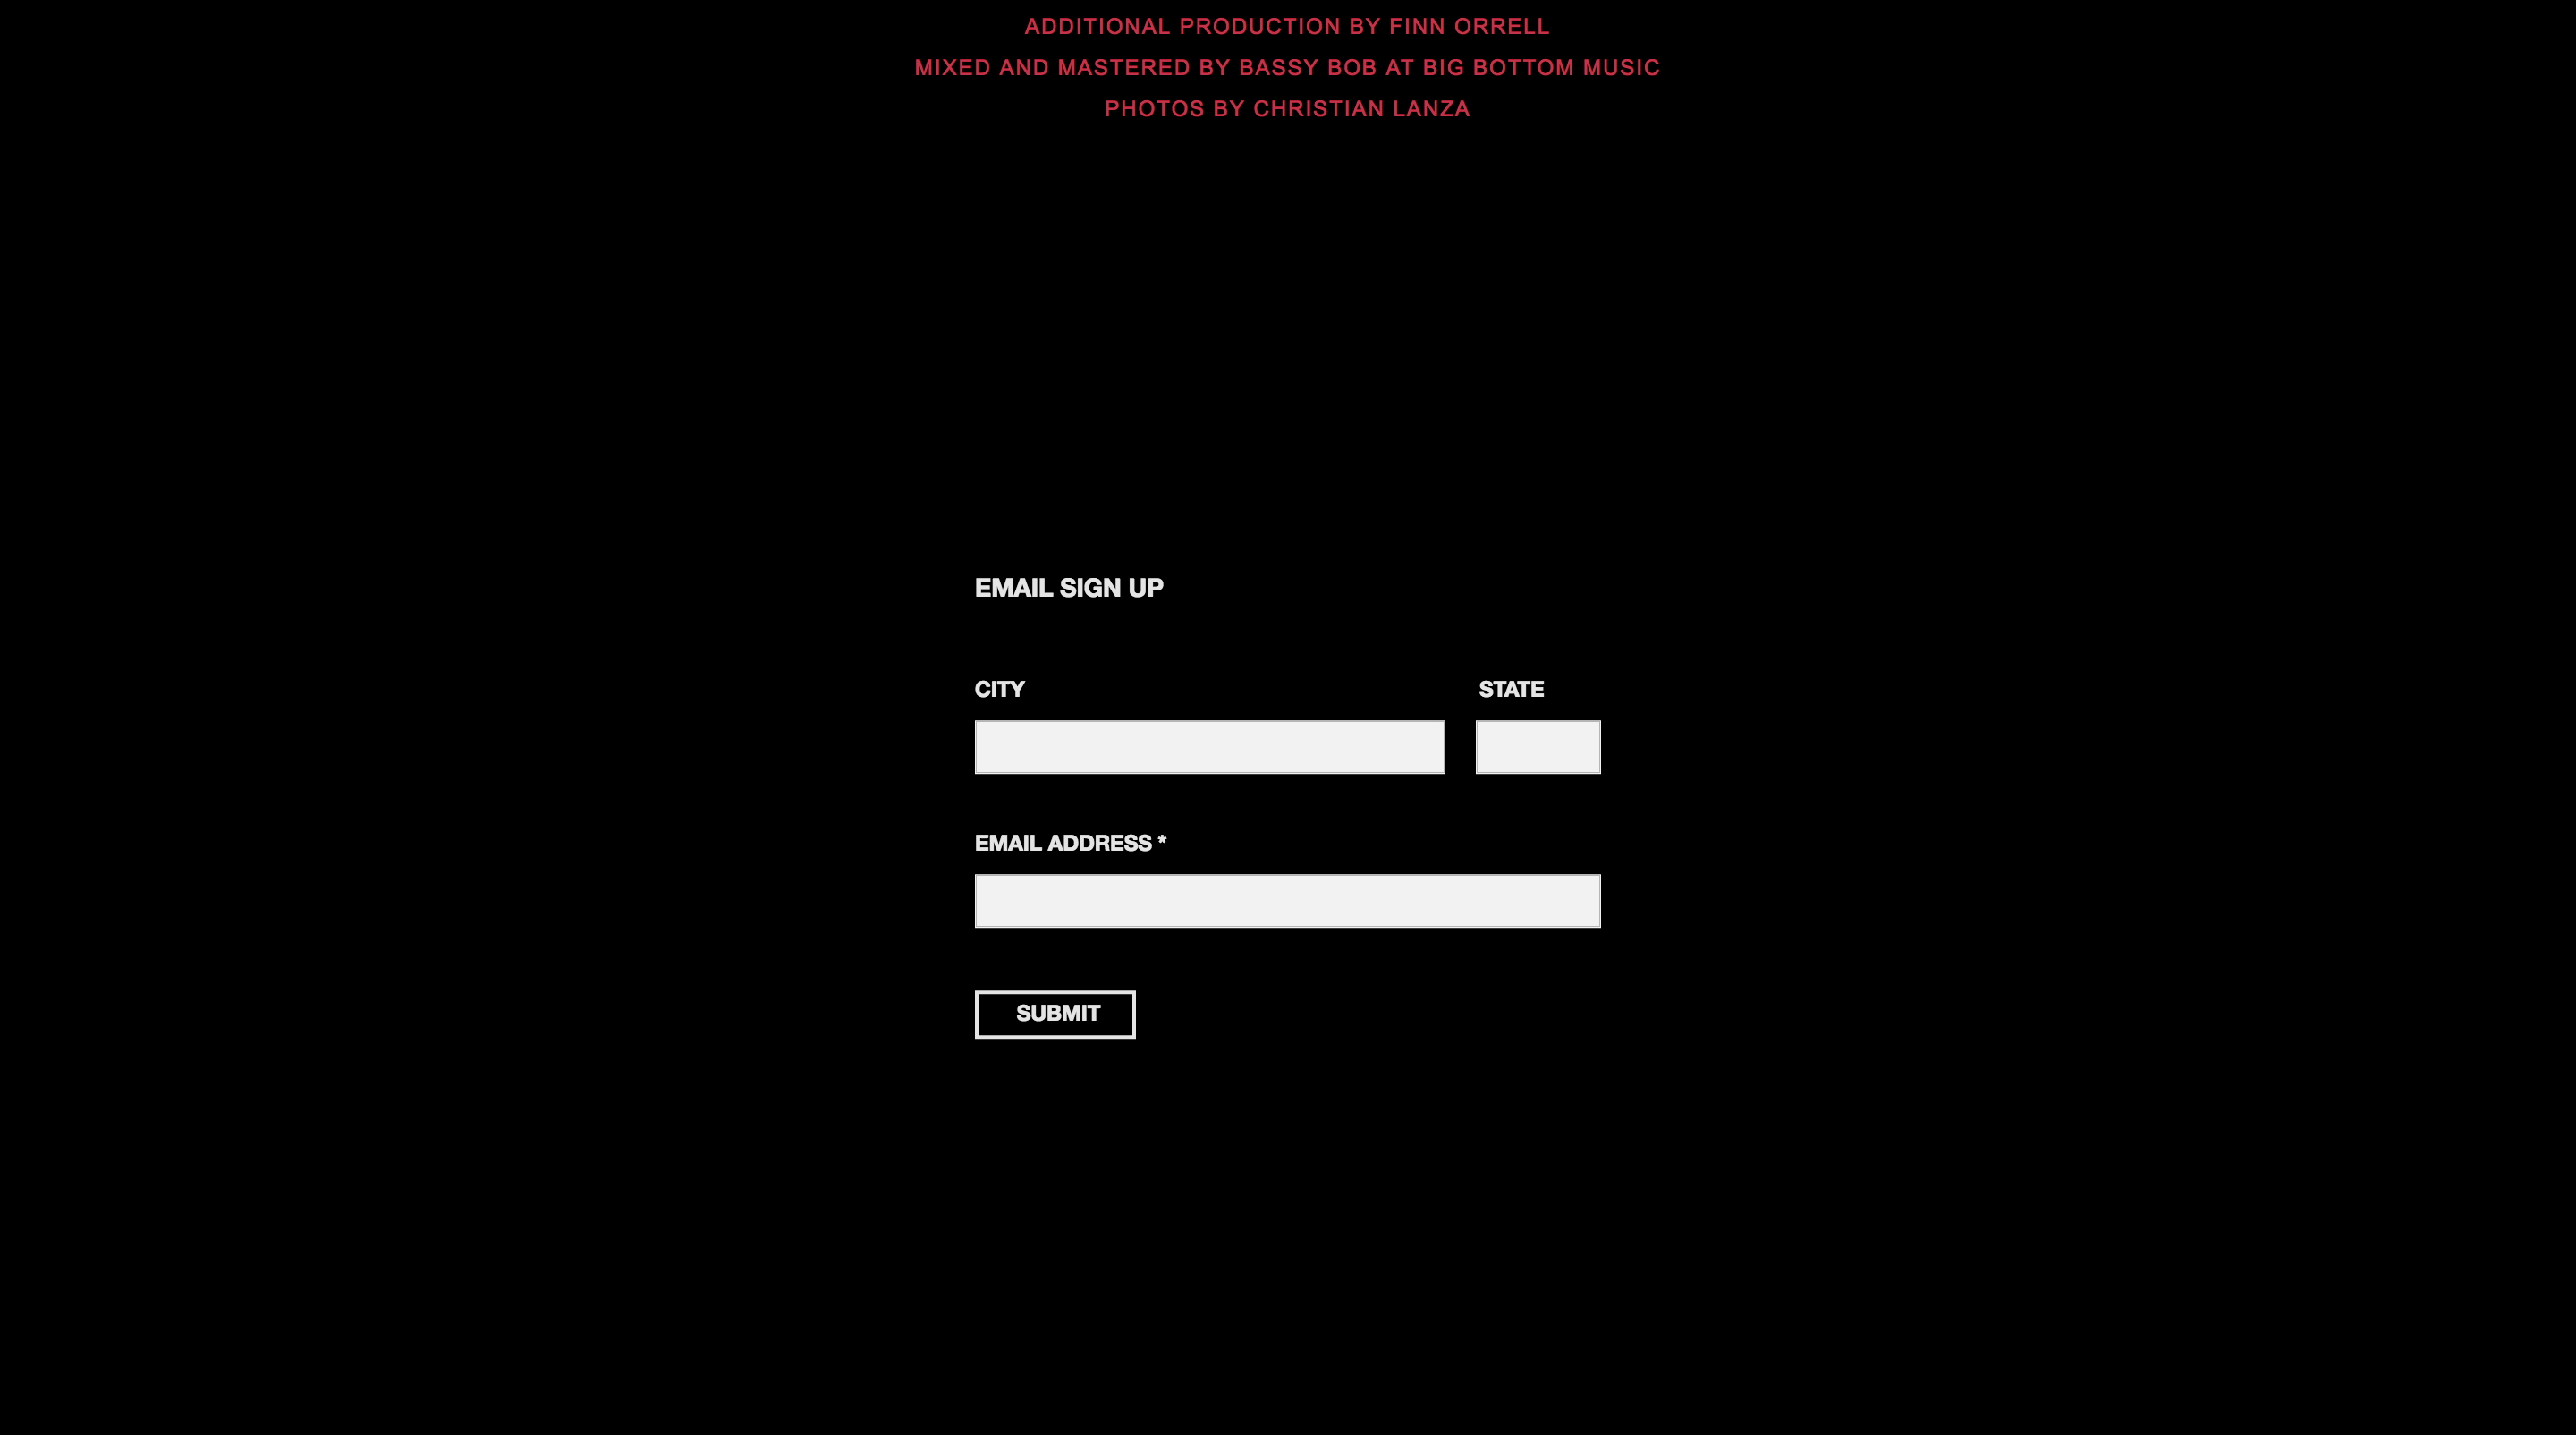 ADDITIONAL PRODUCTION BY FINN ORRELL
MIXED AND MASTERED BY BASSY BOB AT BIG BOTTOM MUSIC
PHOTOS BY CHRISTIAN LANZA
EMAIL SIGN UP
CITY STATE
EMAIL ADDRESS *
SUBMIT